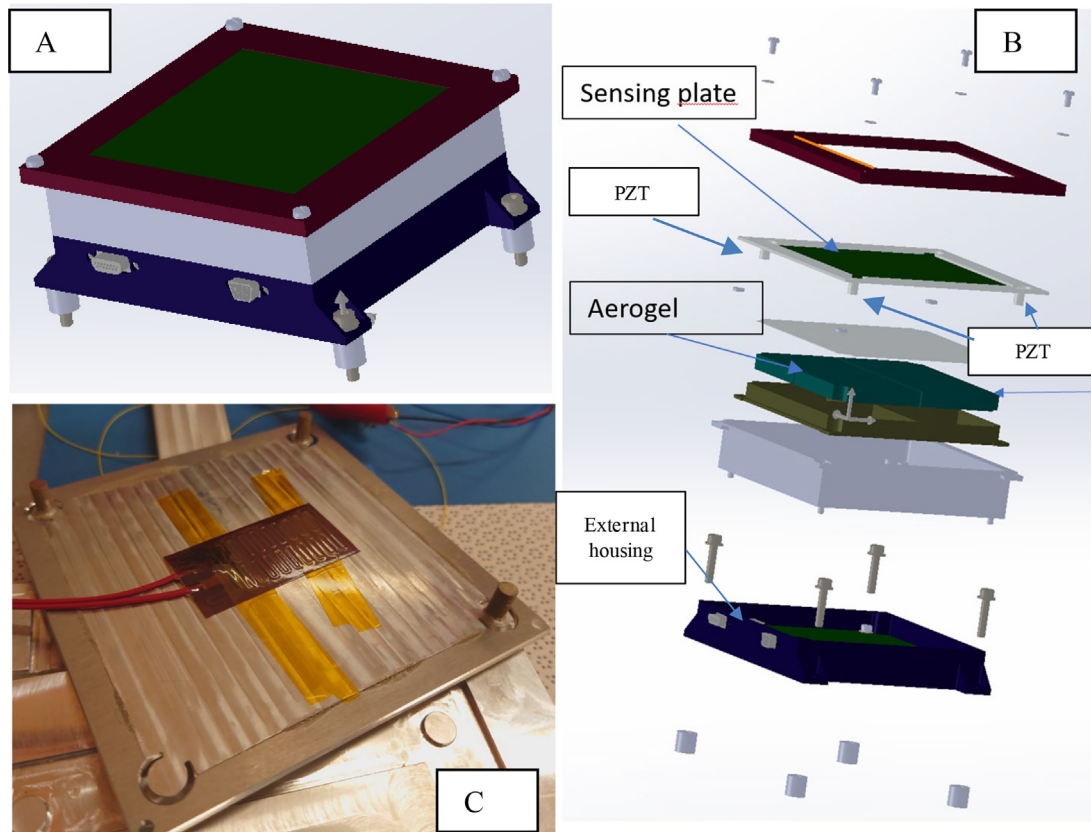 A
B
Sensing plate
PZT
Aerogel
PZT
External
housing
C